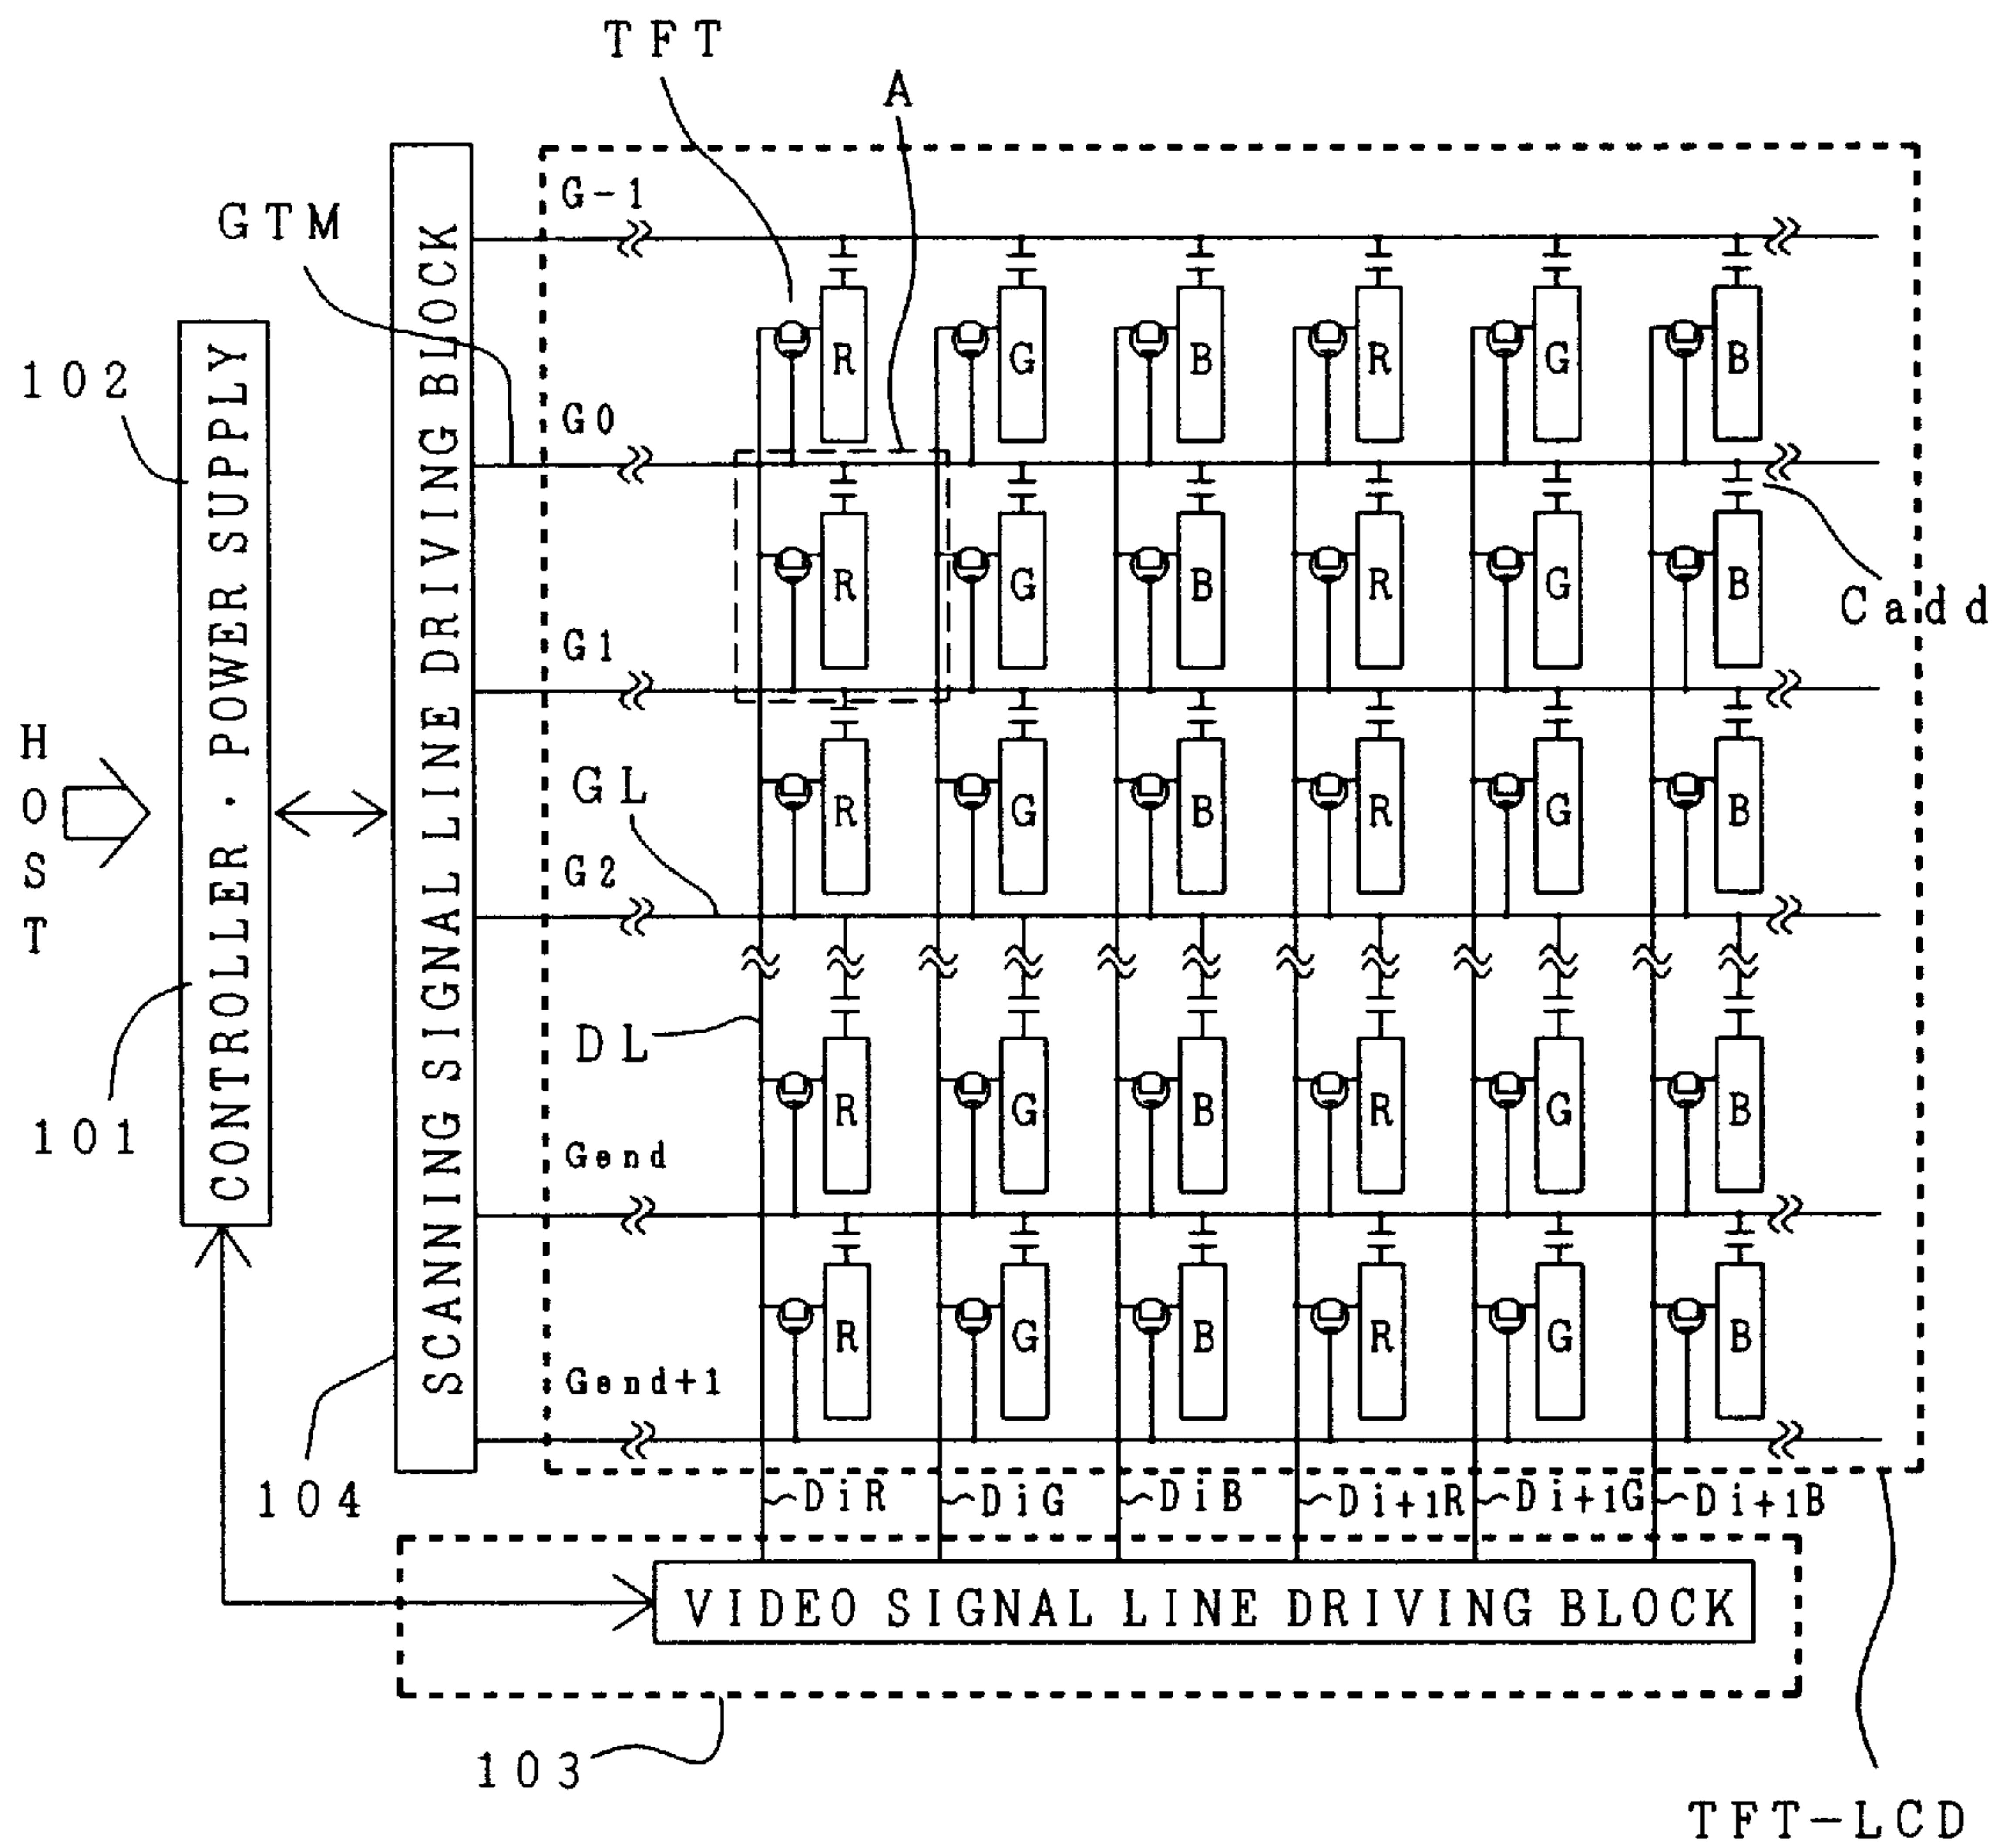 TFT
A
G-1
GTM
R G B R G B
102
G0
R G B R G B
Cadd
G1
HOST
CONTROLLER · POWER SUPPLY
SCANNING SIGNAL LINE DRIVING BLOCK
R G B R G B
GL
G2
DL
101
R G B R G B
Gend
R G B R G B
Gend+1
104
DiR DiG DiB Di+1R Di+1G Di+1B
VIDEO SIGNAL LINE DRIVING BLOCK
103
TFT-LCD